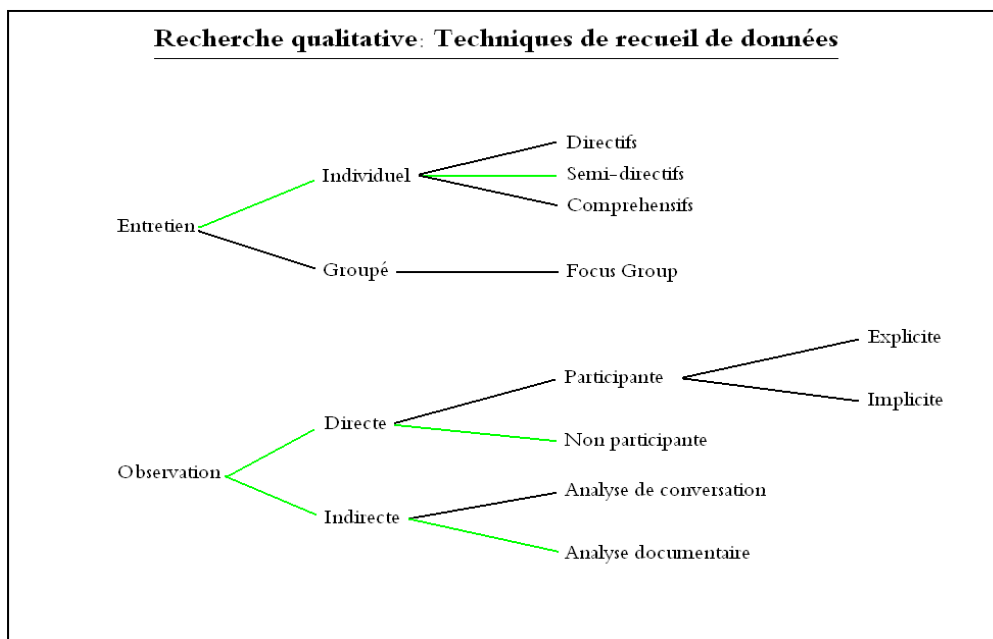 Recherche qualitative: Techniques de recueil de données
Directifs
Individuel
Semi-directifs
Comprehensifs
Entretien
Groupé
Focus Group
Explicite
Participante
Implicite
Directe
Non participante
Observation
Analyse de conversation
Indirecte
Analyse documentaire